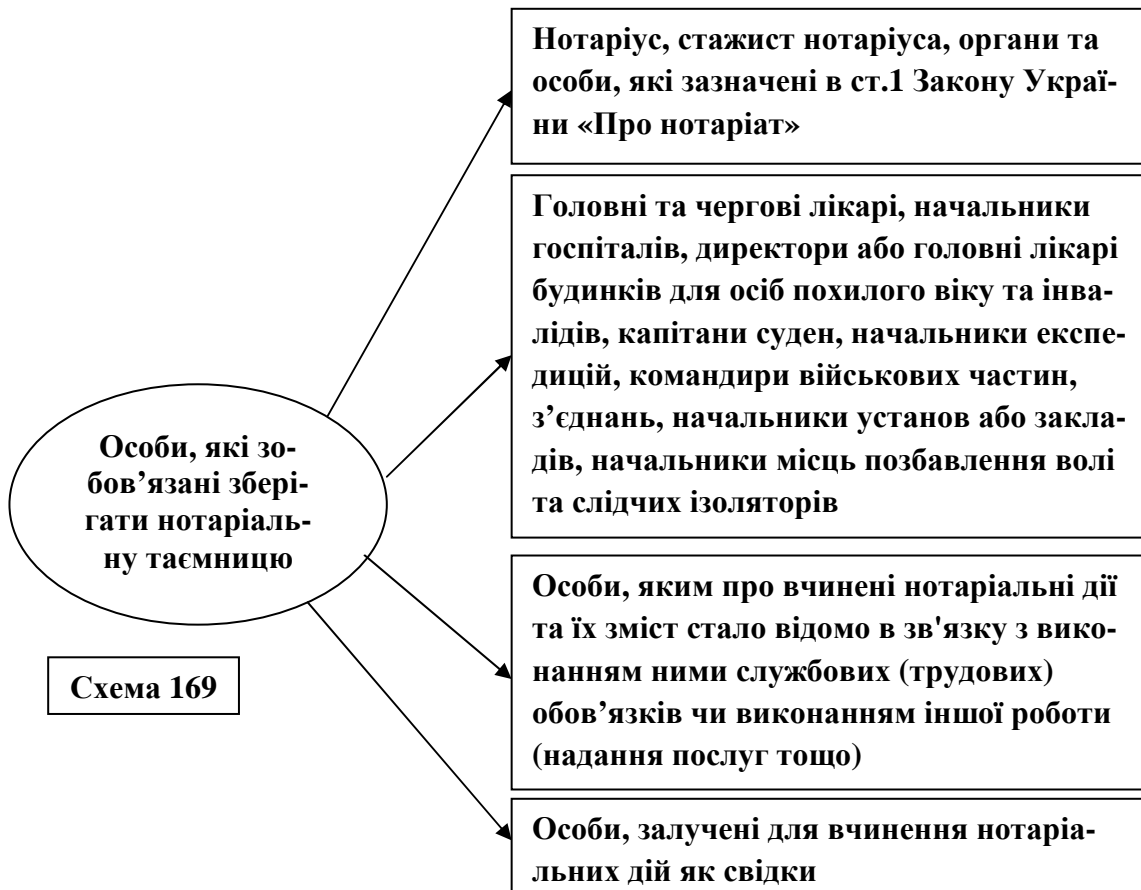 Нотаріус, стажист нотаріуса, органи та
особи, які зазначені в ст.1 Закону Украї-
ни «Про нотаріат»
Головні та чергові лікарі, начальники
госпіталів, директори або головні лікарі
будинків для осіб похилого віку та інва-
лідів, капітани суден, начальники експе-
дицій, командири військових частин,
з’єднань, начальники установ або закла-
дів, начальники місць позбавлення волі
та слідчих ізоляторів
Особи, які зо-
бов’язані збері-
гати нотаріаль-
ну таємницю
Особи, яким про вчинені нотаріальні дії
та їх зміст стало відомо в зв'язку з вико-
нанням ними службових (трудових)
обов’язків чи виконанням іншої роботи
(надання послуг тощо)
Схема 169
Особи, залучені для вчинення нотарі-
альних дій як свідки